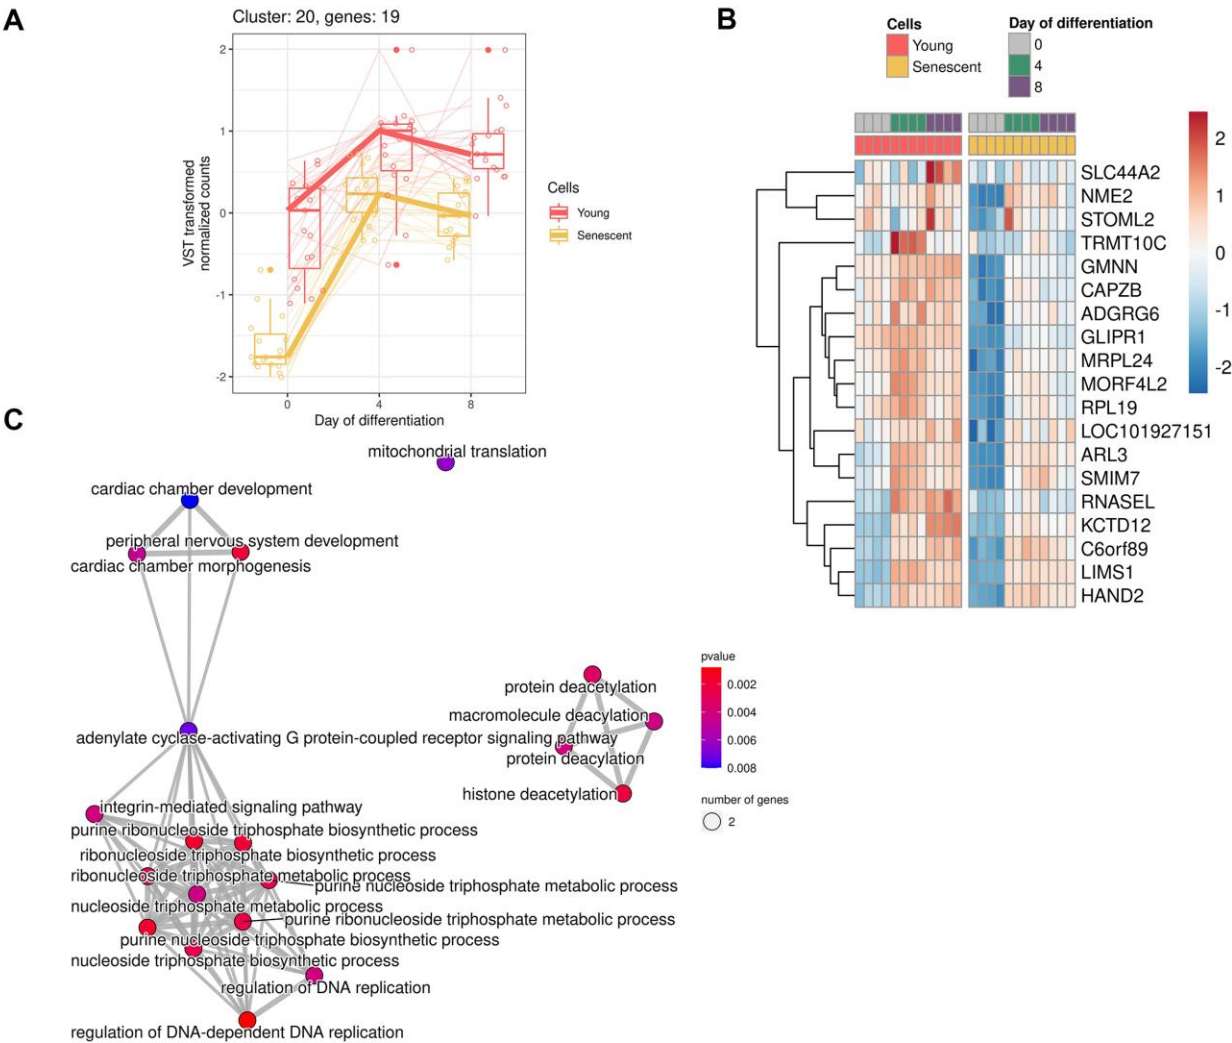 A
Cluster: 20, genes: 19
2
1
0
-1
-2
VST transformed
normalized counts
0
4
8
Day of differentiation
Cells
Young
Senescent
B
Cells
Young
Senescent
Day of differentiation
0
4
8
SLC44A2
NME2
STOML2
TRMT10C
GMNN
CAPZB
ADGRG6
GLIPR1
MRPL24
MORF4L2
RPL19
LOC101927151
ARL3
SMIM7
RNASEL
KCTD12
C6orf89
LIMS1
HAND2
2
1
0
-1
-2
C
mitochondrial translation
cardiac chamber development
peripheral nervous system development
cardiac chamber morphogenesis
protein deacetylation
macromolecule deacylation
adenylate cyclase-activating G protein-coupled receptor signaling pathway
protein deacylation
histone deacetylation
integrin-mediated signaling pathway
purine ribonucleoside triphosphate biosynthetic process
ribonucleoside triphosphate biosynthetic process
ribonucleoside triphosphate metabolic process
purine nucleoside triphosphate metabolic process
nucleoside triphosphate metabolic process
purine ribonucleoside triphosphate metabolic process
purine nucleoside triphosphate biosynthetic process
nucleoside triphosphate biosynthetic process
regulation of DNA replication
regulation of DNA-dependent DNA replication
pvalue
0.002
0.004
0.006
0.008
number of genes
2